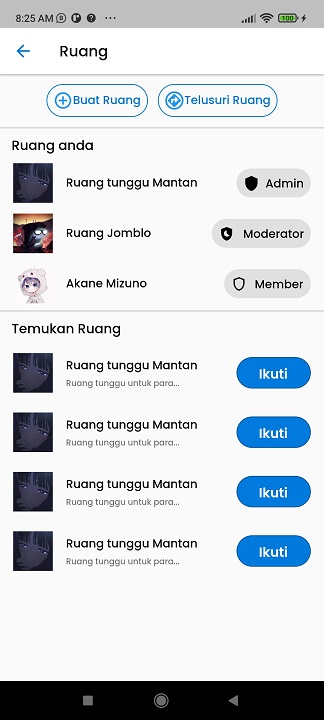 8:25 AM
100
Ruang
Buat Ruang
Telusuri Ruang
Ruang anda
Ruang tunggu Mantan
Admin
Ruang Jomblo
Moderator
Akane Mizuno
Member
Temukan Ruang
Ruang tunggu Mantan
Ruang tunggu untuk para...
Ikuti
Ruang tunggu Mantan
Ruang tunggu untuk para...
Ikuti
Ruang tunggu Mantan
Ruang tunggu untuk para...
Ikuti
Ruang tunggu Mantan
Ruang tunggu untuk para...
Ikuti